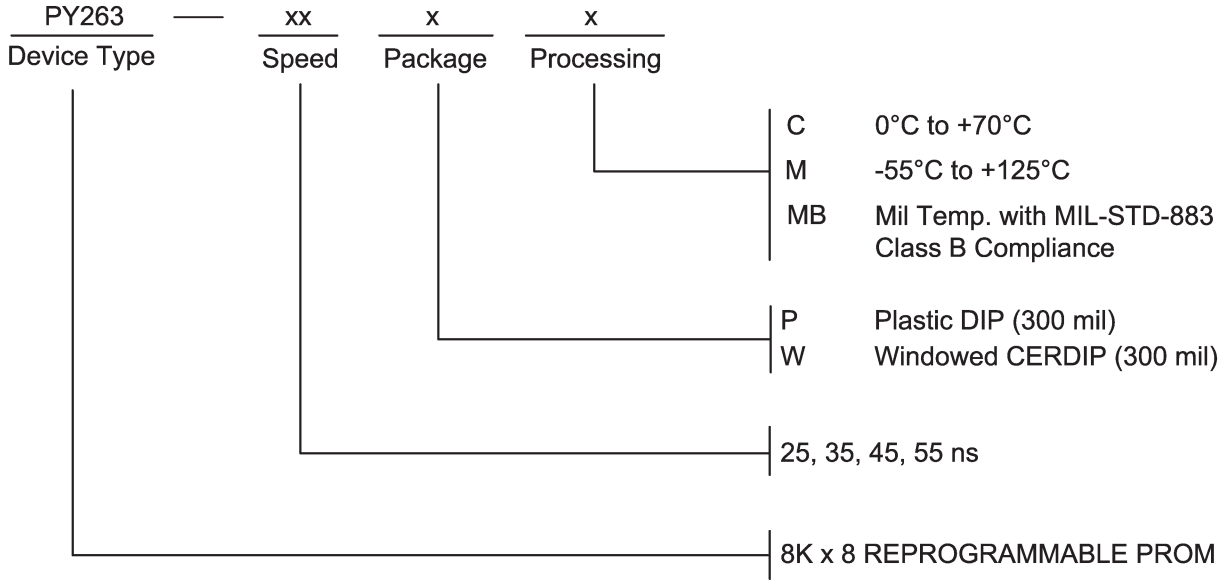 PY263 — xx x x
Device Type Speed Package Processing
C 0°C to +70°C
M -55°C to +125°C
MB Mil Temp. with MIL-STD-883
Class B Compliance
P Plastic DIP (300 mil)
W Windowed CERDIP (300 mil)
25, 35, 45, 55 ns
8K x 8 REPROGRAMMABLE PROM